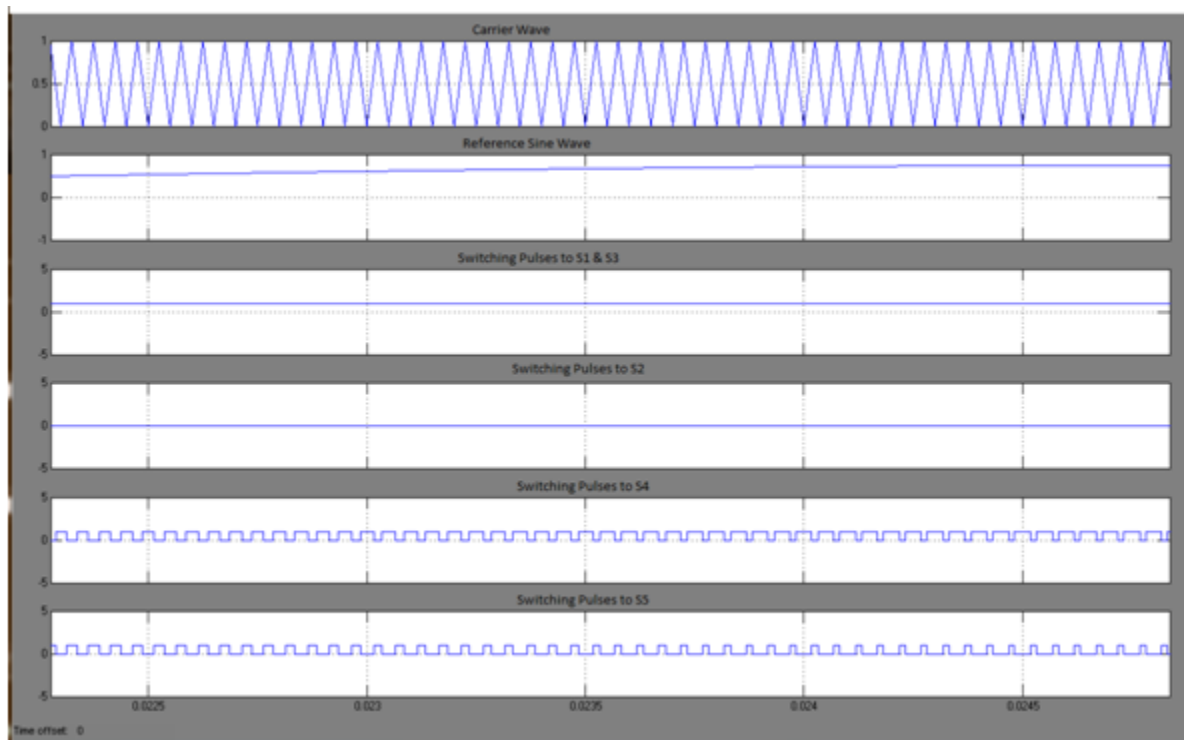 Carrier Wave
1
0.5
0
Reference Sine Wave
1
0
-1
Switching Pulses to S1 & S3
5
0
-5
Switching Pulses to S2
5
0
-5
Switching Pulses to S4
5
0
-5
Switching Pulses to S5
5
0
-5
0.0225 0.023 0.0235 0.024 0.0245
Time offset: 0